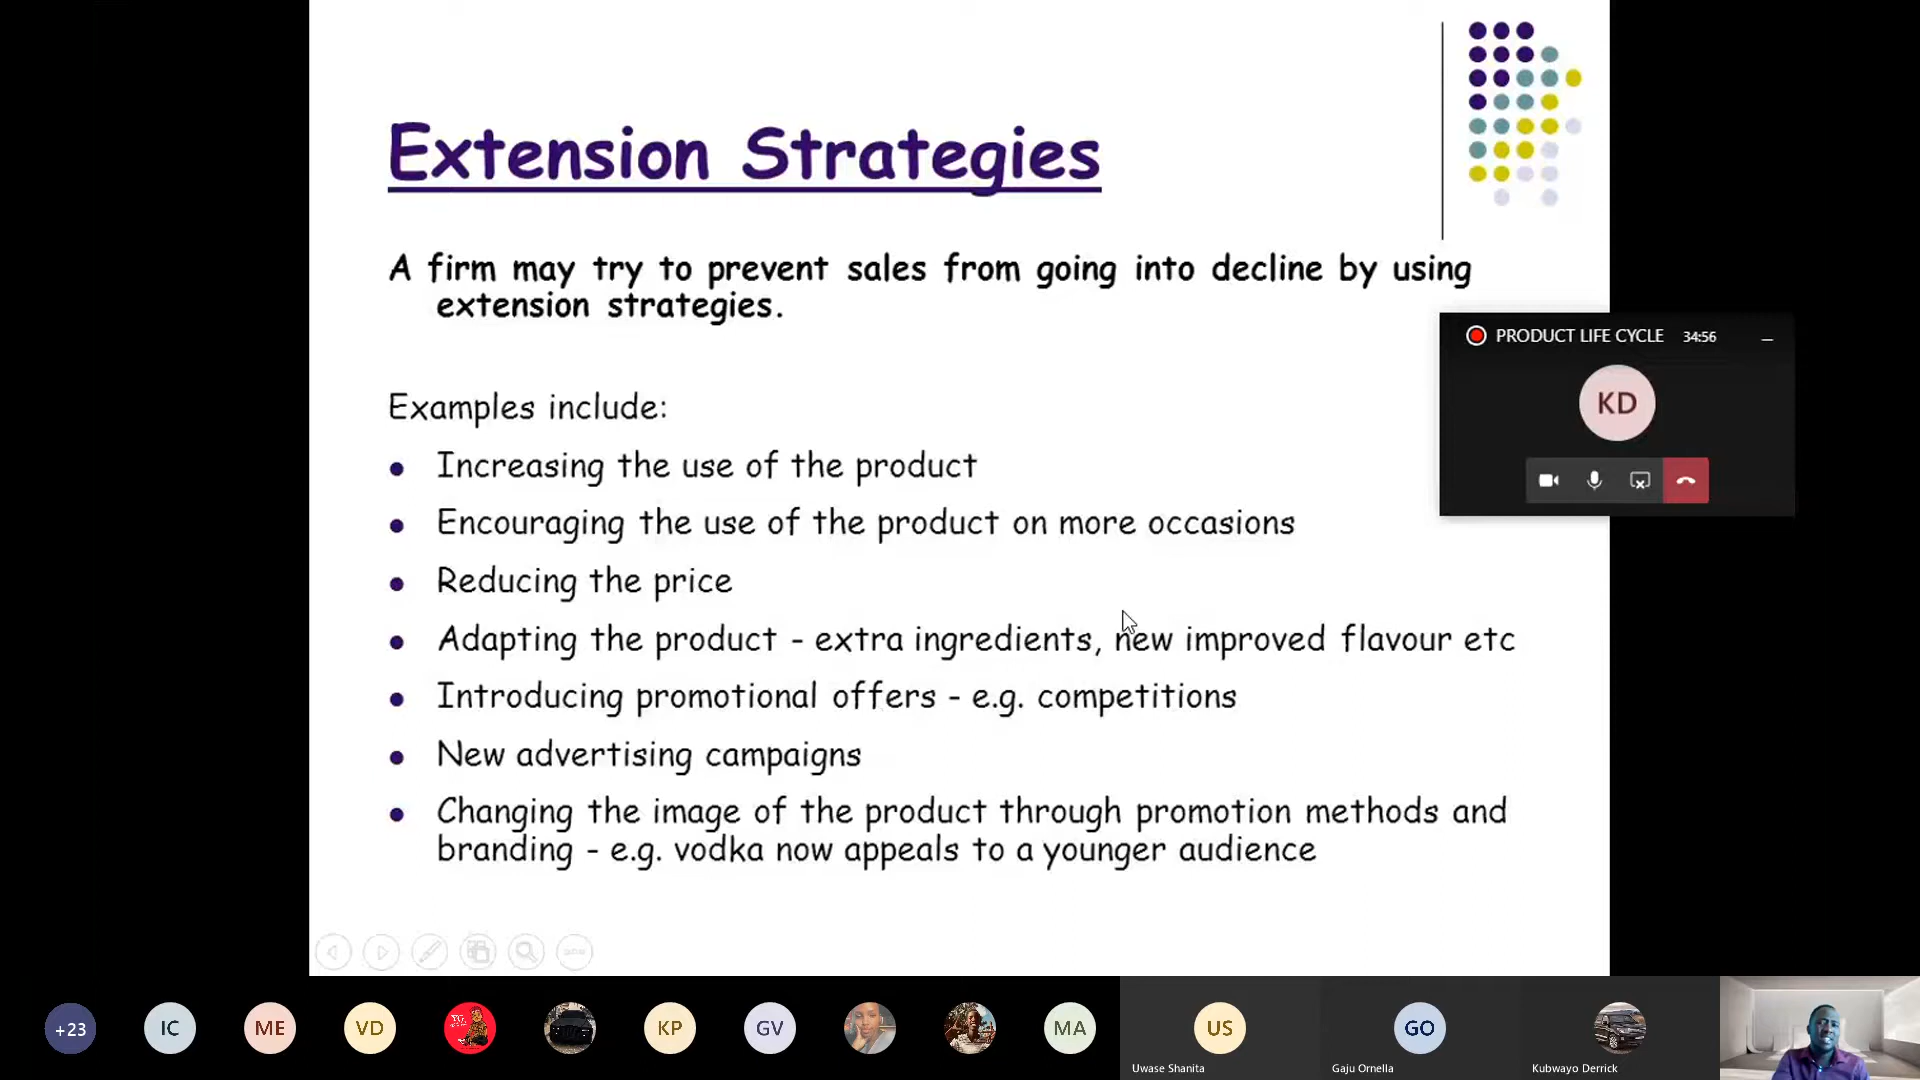 Extension Strategies
A firm may try to prevent sales from going into decline by using
extension strategies.
PRODUCT LIFE CYCLE 34:56
KD
Examples include:
Increasing the use of the product
Encouraging the use of the product on more occasions
Reducing the price
Adapting the product - extra ingredients, new improved flavour etc
Introducing promotional offers - e.g. competitions
New advertising campaigns
Changing the image of the product through promotion methods and
branding - e.g. vodka now appeals to a younger audience
+23 IC ME VD KP GV MA US GO
Uwase Shanita Gaju Ornella Kubwayo Derrick